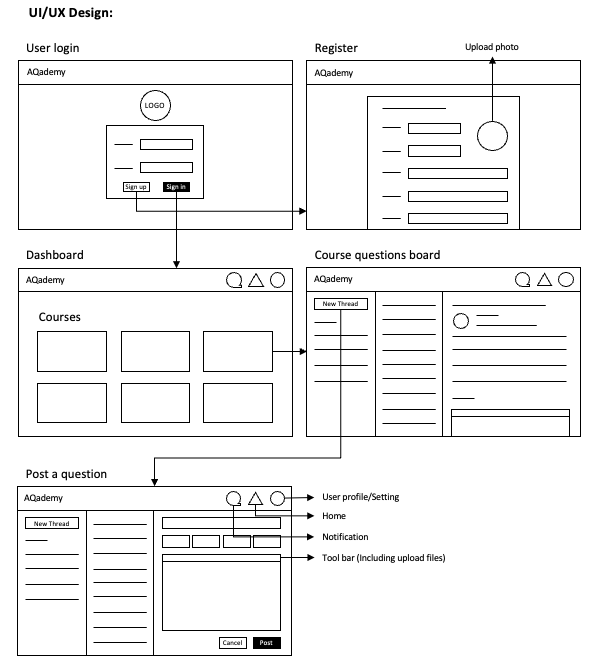 UI/UX Design:
User login
Register
Upload photo
AQademy
AQademy
LOGO
Sign up
Sign in
Dashboard
Course questions board
AQademy
AQademy
New Thread
Courses
Post a question
AQademy
User profile/Setting
Home
New Thread
Notification
Tool bar (Including upload files)
Cancel
Post